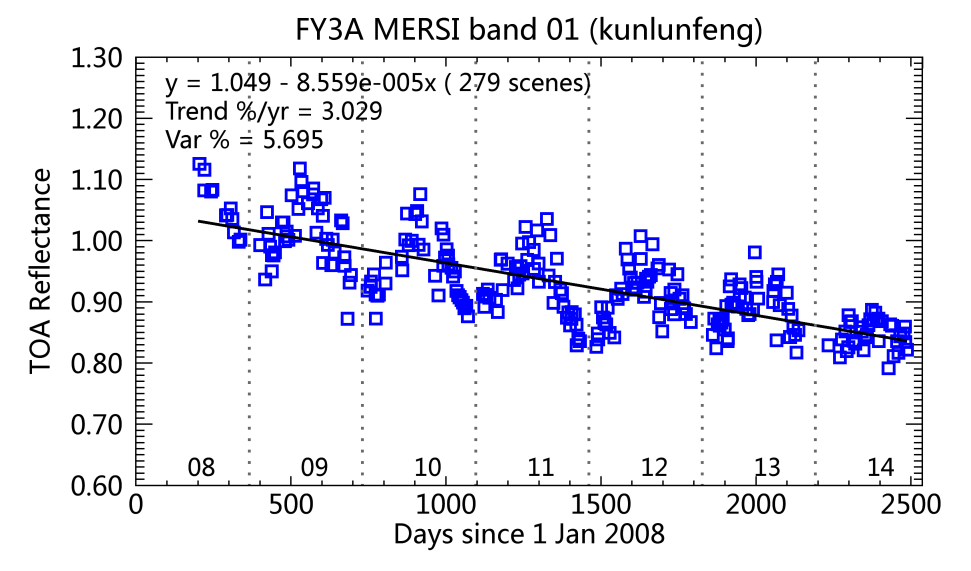 FY3A MERSI band 01 (kunlunfeng)
y = 1.049 - 8.559e-005x ( 279 scenes)
Trend %/yr = 3.029
Var % = 5.695
TOA Reflectance
1.30
1.20
1.10
1.00
0.90
0.80
0.70
0.60
08 09 10 11 12 13 14
0 500 1000 1500 2000 2500
Days since 1 Jan 2008